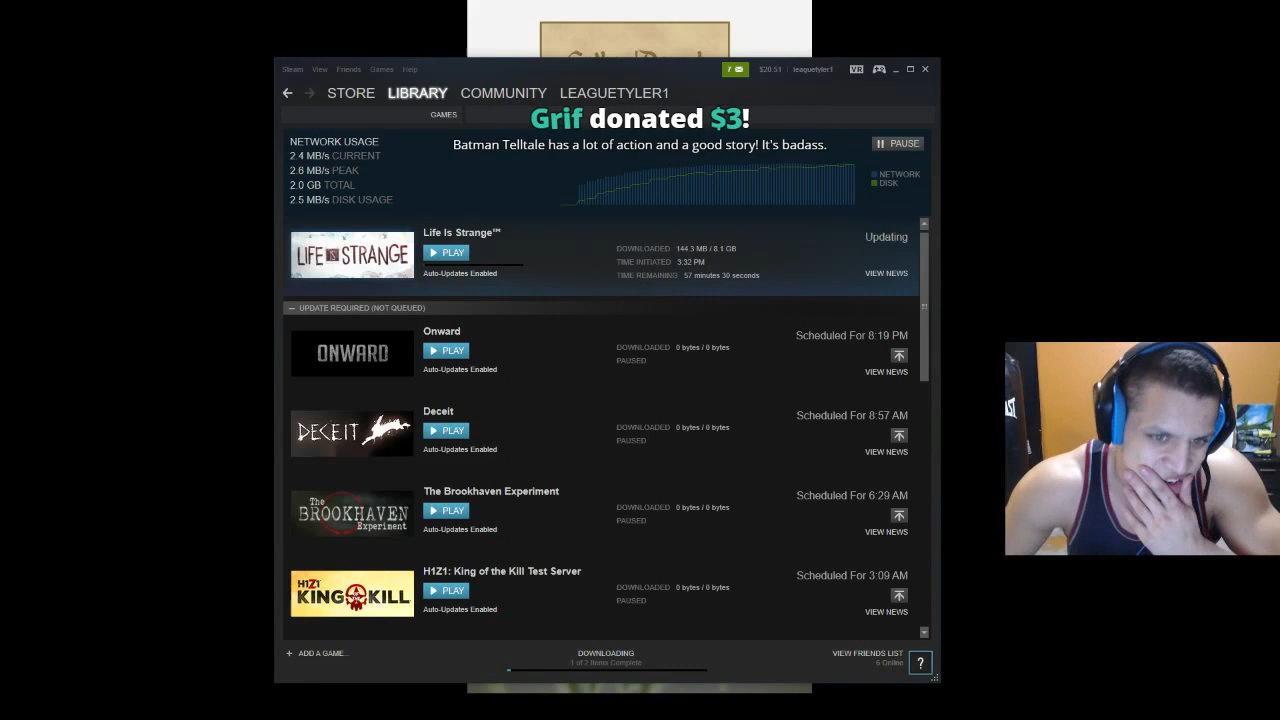 Steam View Friends Games Help
$20.51 leaguetyler1 VR
STORE LIBRARY COMMUNITY LEAGUETYLER1
GAMES
Grif donated $3!
Batman Telltale has a lot of action and a good story! It's badass.
NETWORK USAGE
2.4 MB/s CURRENT
2.6 MB/s PEAK
2.0 GB TOTAL
2.5 MB/s DISK USAGE
PAUSE
NETWORK
DISK
LIFE IS STRANGE
Life Is Strange™
PLAY
Auto-Updates Enabled
DOWNLOADED 144.3 MB / 8.1 GB
TIME INITIATED 3:32 PM
TIME REMAINING 57 minutes 30 seconds
Updating
VIEW NEWS
— UPDATE REQUIRED (NOT QUEUED)
ONWARD
Onward
PLAY
Auto-Updates Enabled
DOWNLOADED 0 bytes / 0 bytes
PAUSED
Scheduled For 8:19 PM
VIEW NEWS
DECEIT
Deceit
PLAY
Auto-Updates Enabled
DOWNLOADED 0 bytes / 0 bytes
PAUSED
Scheduled For 8:57 AM
VIEW NEWS
The
BROOKHAVEN
Experiment
The Brookhaven Experiment
PLAY
Auto-Updates Enabled
DOWNLOADED 0 bytes / 0 bytes
PAUSED
Scheduled For 6:29 AM
VIEW NEWS
H1Z1
KING KILL
H1Z1: King of the Kill Test Server
PLAY
Auto-Updates Enabled
DOWNLOADED 0 bytes / 0 bytes
PAUSED
Scheduled For 3:09 AM
VIEW NEWS
+ ADD A GAME...
DOWNLOADING
1 of 2 Items Complete
VIEW FRIENDS LIST
6 Online
?